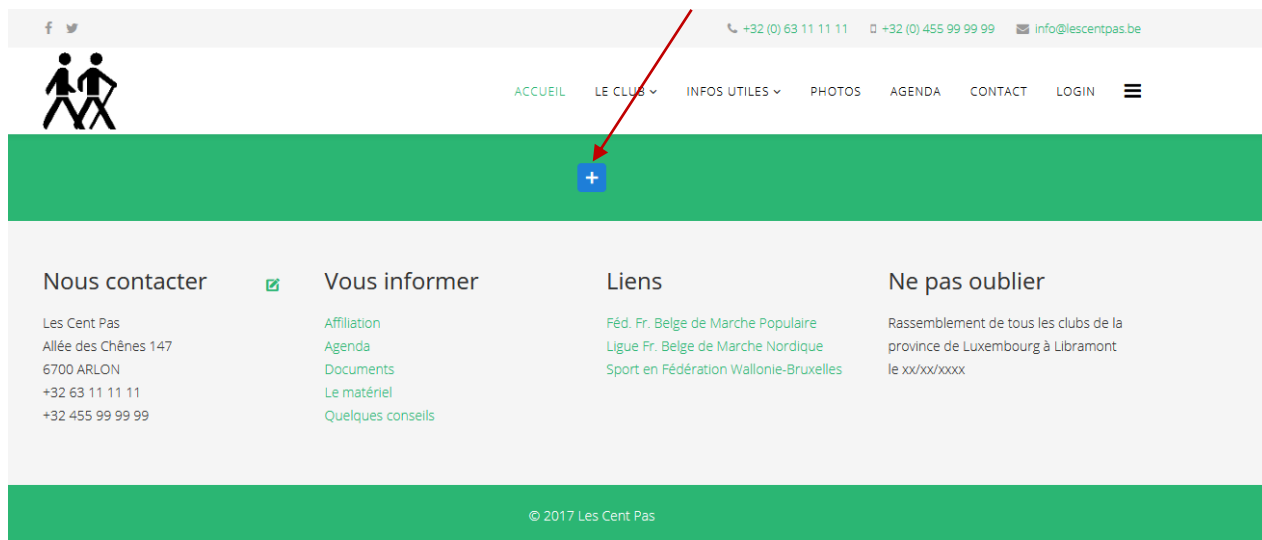 +32 (0) 63 11 11 11 +32 (0) 455 99 99 99 info@lescentpas.be
ACCUEIL LE CLUB INFOS UTILES PHOTOS AGENDA CONTACT LOGIN
Nous contacter
Les Cent Pas
Allée des Chênes 147
6700 ARLON
+32 63 11 11 11
+32 455 99 99 99
Vous informer
Affiliation
Agenda
Documents
Le matériel
Quelques conseils
Liens
Féd. Fr. Belge de Marche Populaire
Ligue Fr. Belge de Marche Nordique
Sport en Fédération Wallonie-Bruxelles
Ne pas oublier
Rassemblement de tous les clubs de la
province de Luxembourg à Libramont
le xx/xx/xxxx
© 2017 Les Cent Pas